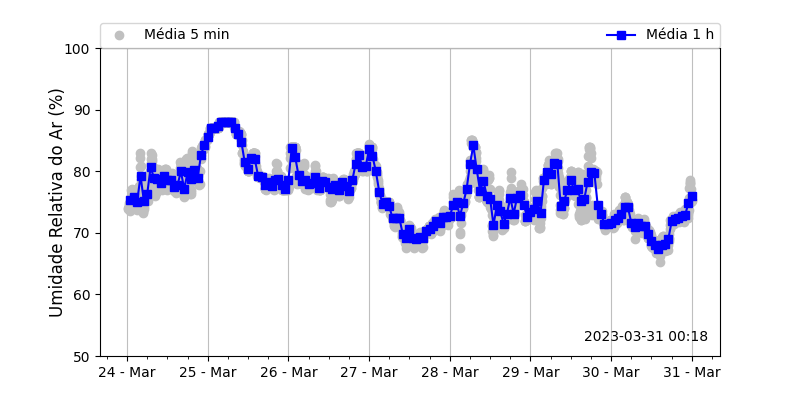 Média 5 min
Média 1 h
Umidade Relativa do Ar (%)
100
90
80
70
60
50
2023-03-31 00:18
24 - Mar
25 - Mar
26 - Mar
27 - Mar
28 - Mar
29 - Mar
30 - Mar
31 - Mar